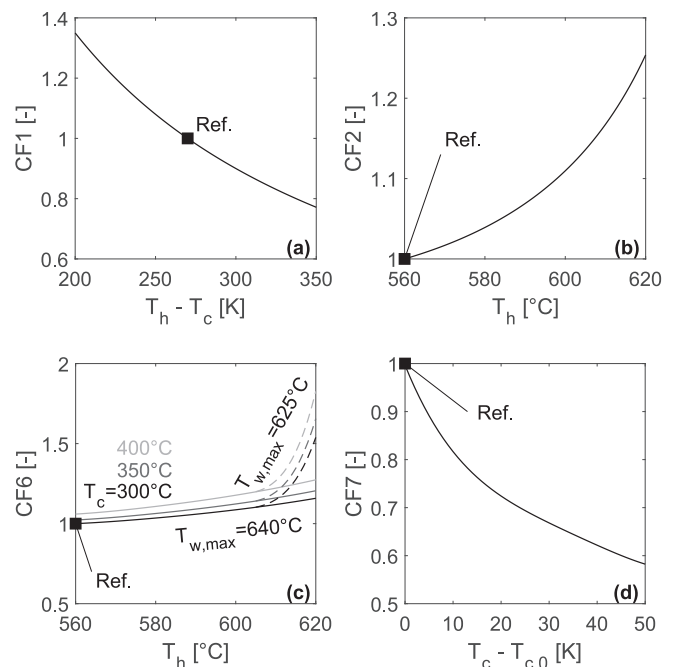 1.4
1.2
1
0.8
0.6
CF1 [-]
Ref.
(a)
200 250 300 350
T_h - T_c [K]
1.3
1.2
1.1
1
CF2 [-]
Ref.
(b)
560 580 600 620
T_h [°C]
2
1.5
1
0.5
CF6 [-]
400°C
350°C
T_c=300°C
T_w,max=625°C
T_w,max=640°C
Ref.
(c)
560 580 600 620
T_h [°C]
1
0.9
0.8
0.7
0.6
0.5
CF7 [-]
Ref.
(d)
0 10 20 30 40 50
T_c - T_c,0 [K]